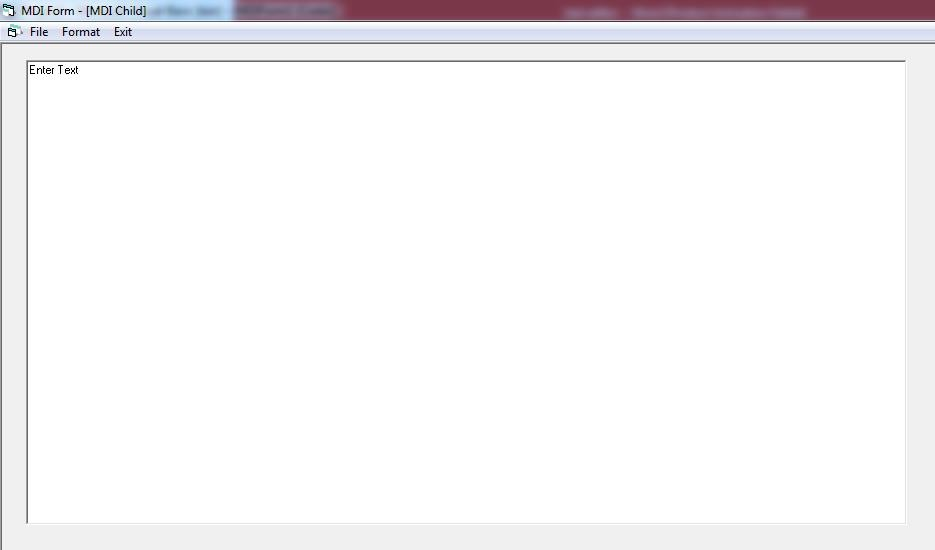 MDI Form - [MDI Child]
File Format Exit
Enter Text